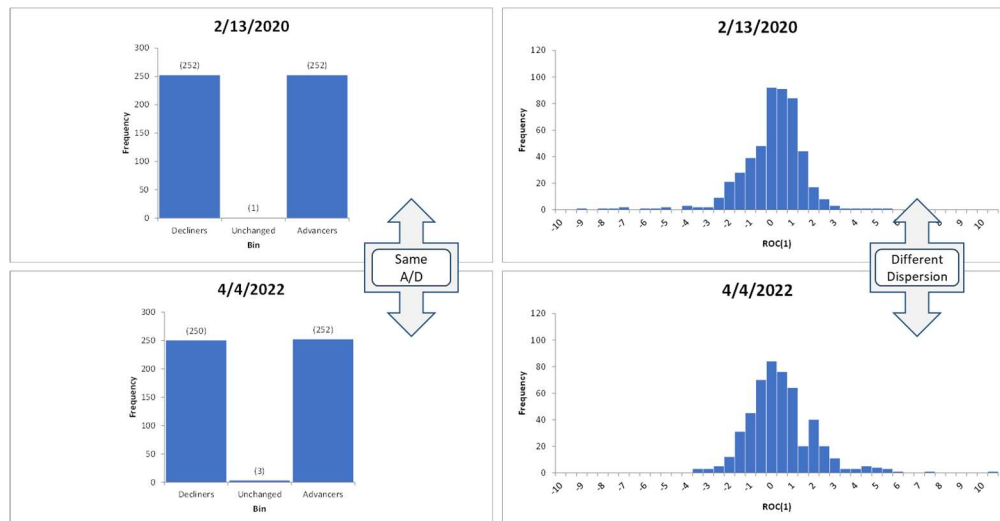 2/13/2020
300
250
200
150
100
50
0
Frequency
(252)
(1)
(252)
Decliners Unchanged Advancers
Bin
2/13/2020
120
100
80
60
40
20
0
Frequency
-10 -9 -8 -7 -6 -5 -4 -3 -2 -1 0 1 2 3 4 5 6 7 8 9 10
ROC(1)
Same
A/D
Different
Dispersion
4/4/2022
300
250
200
150
100
50
0
Frequency
(250)
(3)
(252)
Decliners Unchanged Advancers
Bin
4/4/2022
120
100
80
60
40
20
0
Frequency
-10 -9 -8 -7 -6 -5 -4 -3 -2 -1 0 1 2 3 4 5 6 7 8 9 10
ROC(1)